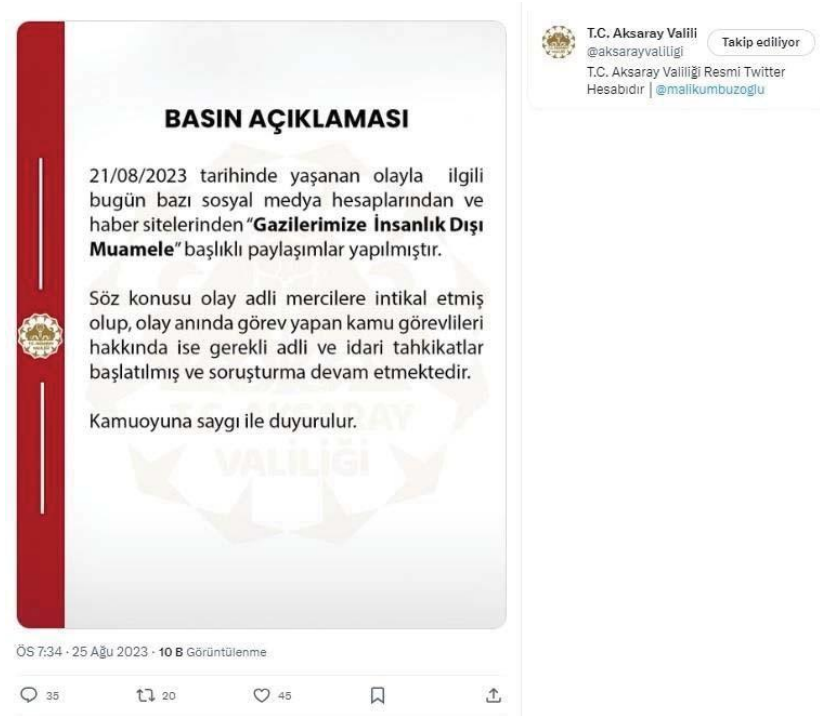 BASIN AÇIKLAMASI
21/08/2023 tarihinde yaşanan olayla ilgili
bugün bazı sosyal medya hesaplarından ve
haber sitelerinden “Gazilerimize İnsanlık Dışı
Muamele” başlıklı paylaşımlar yapılmıştır.
Söz konusu olay adli mercilere intikal etmiş
olup, olay anında görev yapan kamu görevlileri
hakkında ise gerekli adli ve idari tahkikatlar
başlatılmış ve soruşturma devam etmektedir.
Kamuoyuna saygı ile duyurulur.
T.C. AKSARAY
VALİLİĞİ
ÖS 7:34 · 25 Ağu 2023 · 10 B Görüntülenme
35 20 45
T.C. Aksaray Valili
@aksarayvaliligi
Takip ediliyor
T.C. Aksaray Valiliği Resmi Twitter
Hesabıdır | @malikumbuzoglu